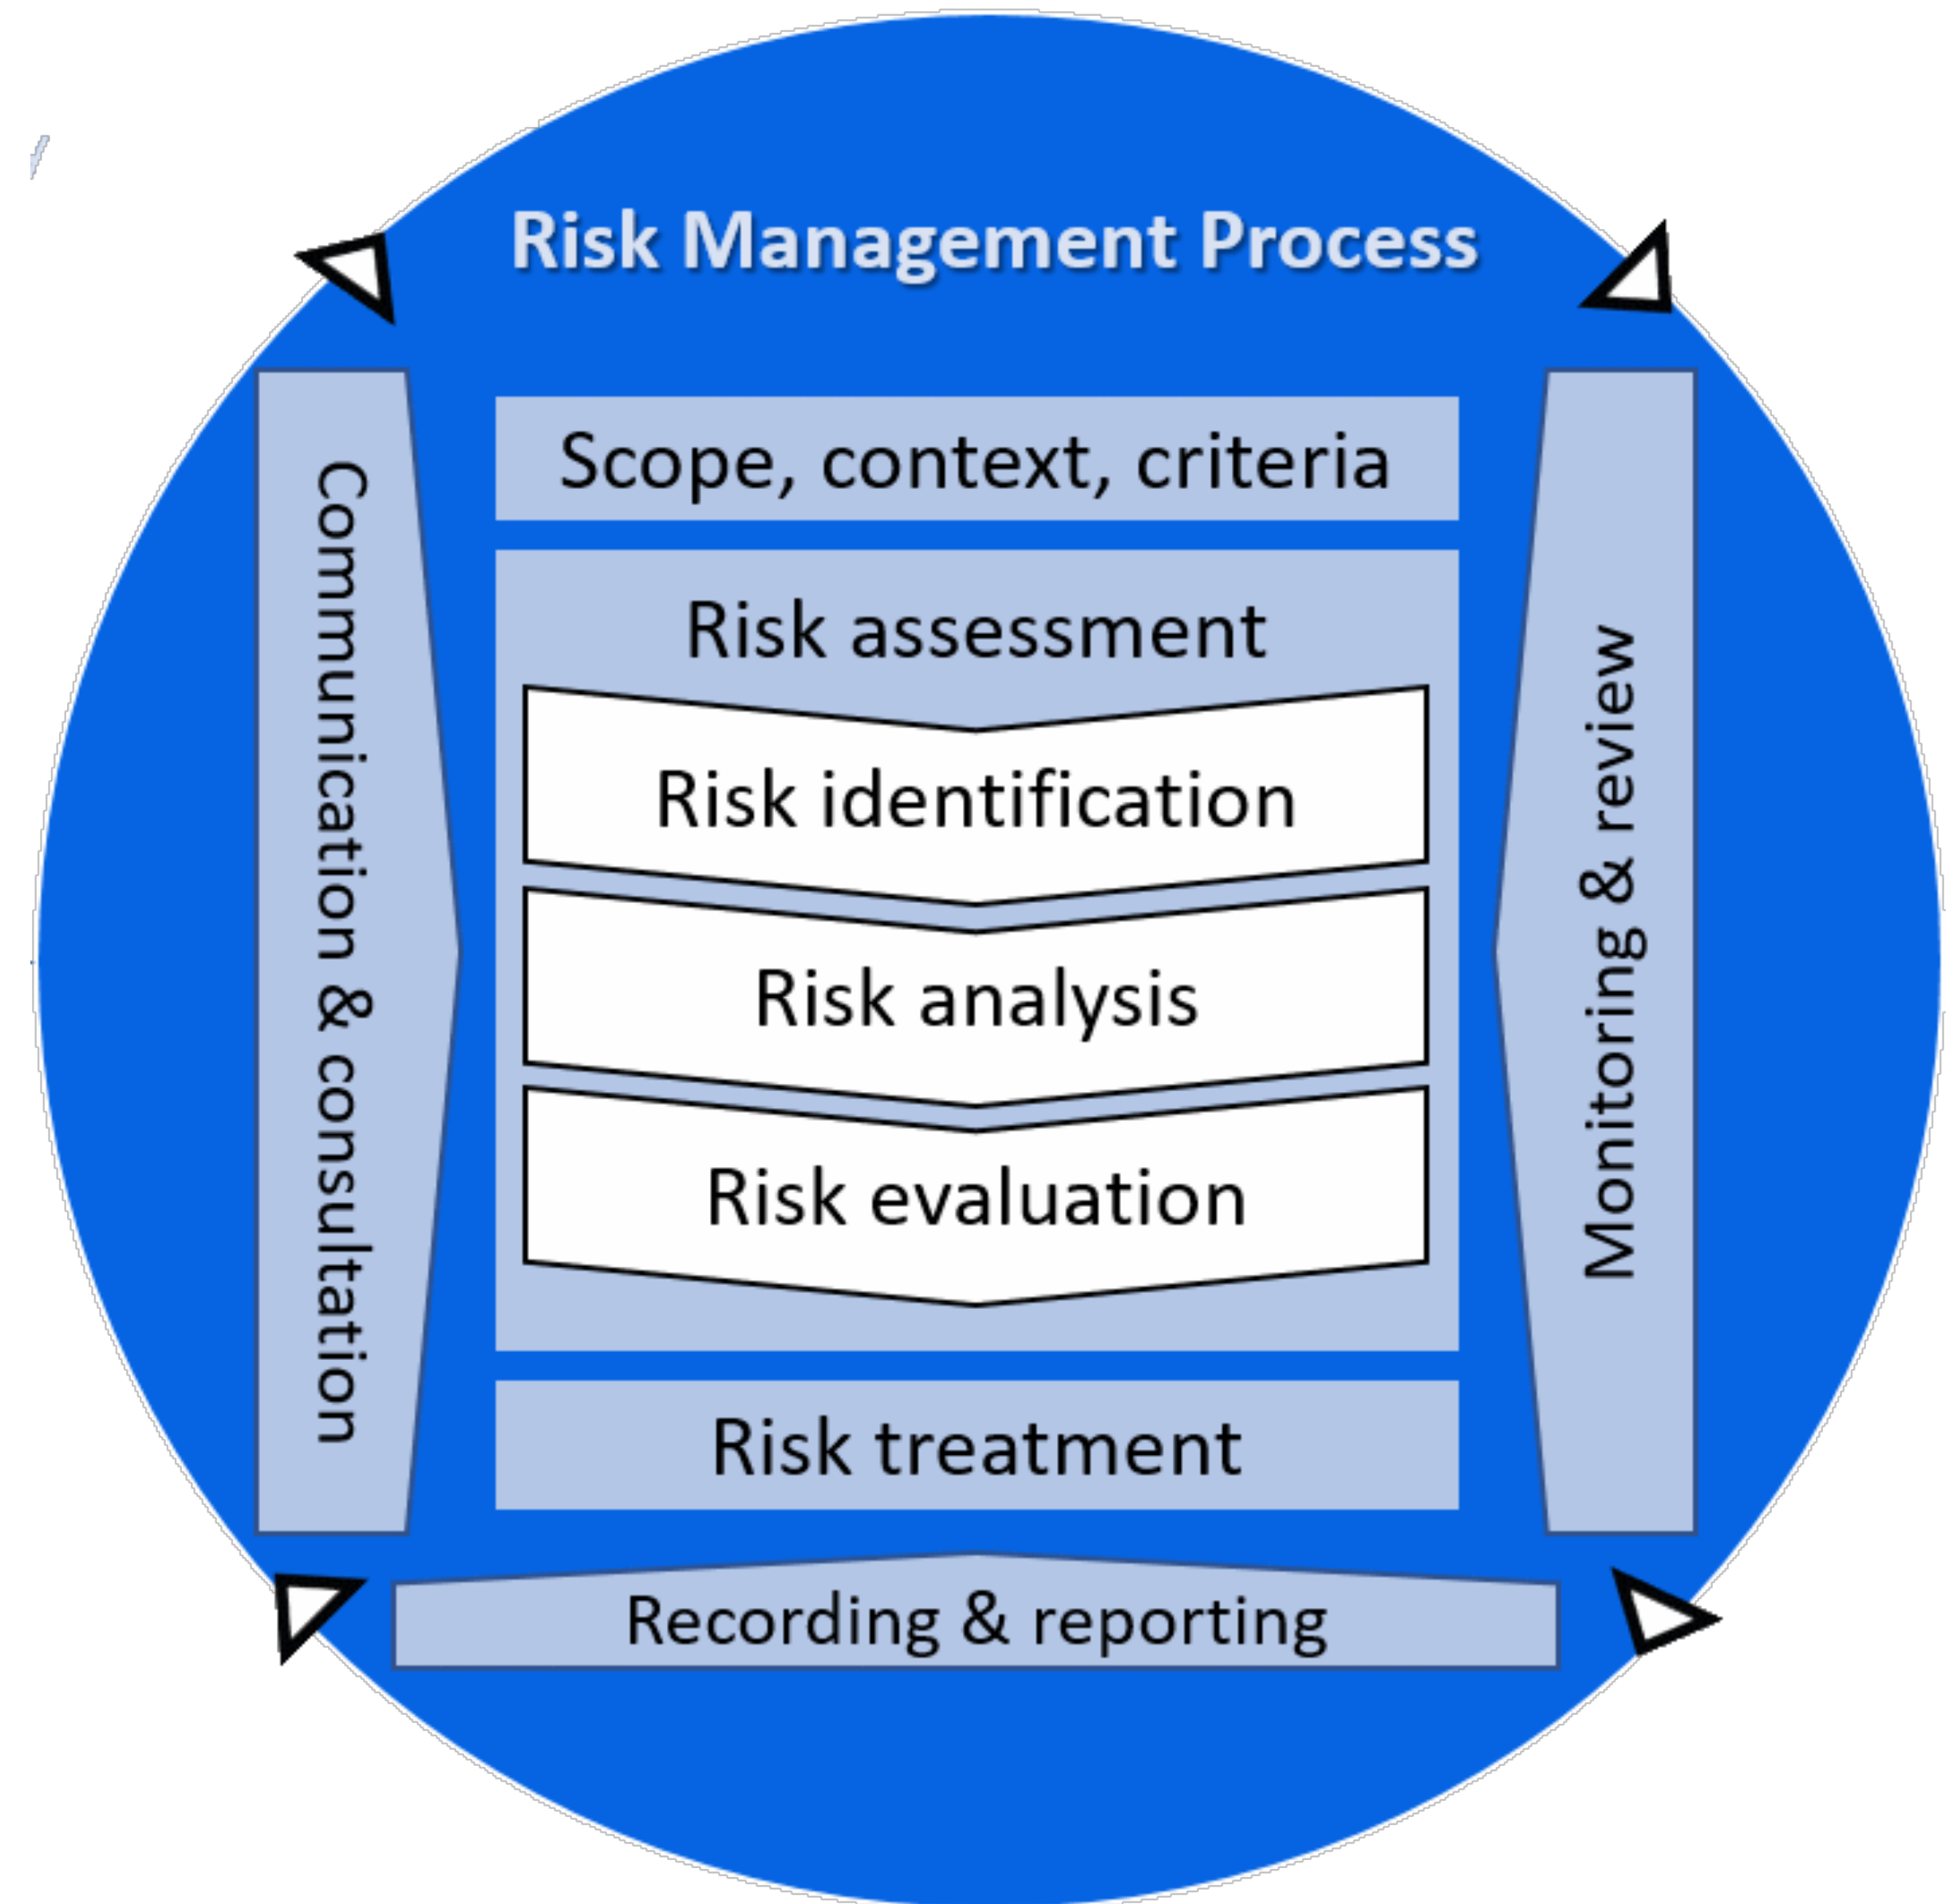 Risk Management Process
Communication & consultation
Scope, context, criteria
Risk assessment
Risk identification
Risk analysis
Risk evaluation
Risk treatment
Monitoring & review
Recording & reporting